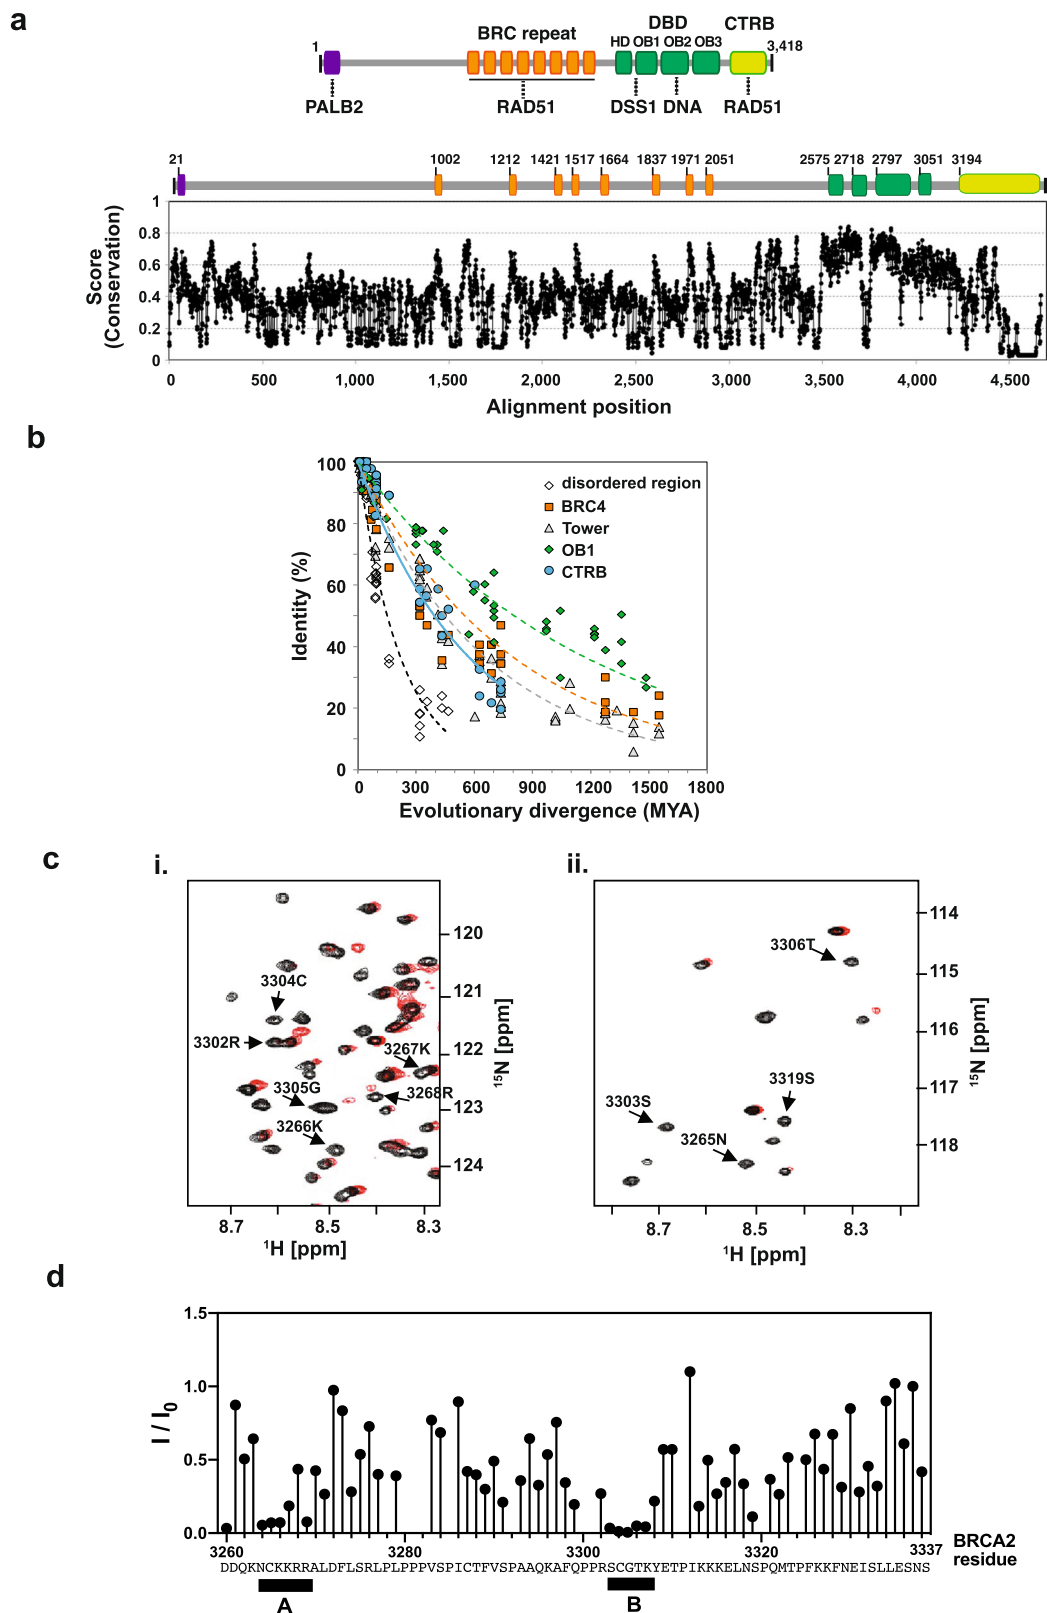 a
BRC repeat
DBD
CTRB
HD OB1 OB2 OB3
1
3,418
PALB2
RAD51
DSS1 DNA
RAD51
21
1002
1212
1421
1517
1664
1837
1971
2051
2575
2718
2797
3051
3194
Score
(Conservation)
1
0.8
0.6
0.4
0.2
0
0
500
1,000
1,500
2,000
2,500
3,000
3,500
4,000
4,500
Alignment position
b
Identity (%)
100
80
60
40
20
0
disordered region
BRC4
Tower
OB1
CTRB
0
300
600
900
1200
1500
1800
Evolutionary divergence (MYA)
c
i.
3304C
3302R
3305G
3266K
3267K
3268R
120
121
122
123
124
15N [ppm]
8.7
8.5
8.3
1H [ppm]
ii.
3306T
3303S
3319S
3265N
114
115
116
117
118
15N [ppm]
8.7
8.5
8.3
1H [ppm]
d
I / I0
1.5
1.0
0.5
0.0
3260
3280
3300
3320
3337
BRCA2
residue
DDQKNCKKRRALDFLSRLPLPPPVSPICTFVSPAAQKAFQPPRSCGTKYETPIKKKELNSPQMTPFKKFNEISLLESNS
A
B